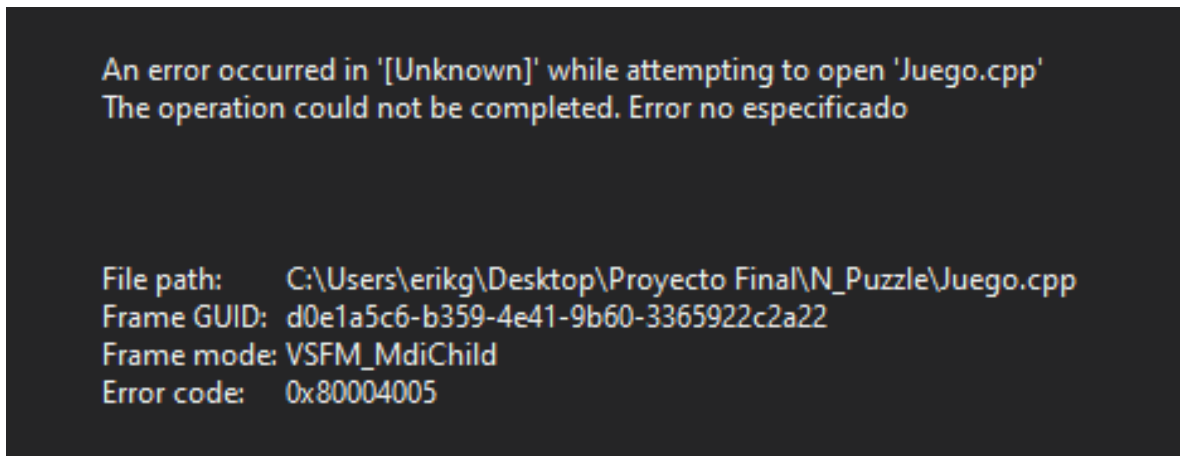 An error occurred in '[Unknown]' while attempting to open 'Juego.cpp'
The operation could not be completed. Error no especificado
File path: C:\Users\erikg\Desktop\Proyecto Final\N_Puzzle\Juego.cpp
Frame GUID: d0e1a5c6-b359-4e41-9b60-3365922c2a22
Frame mode: VSFM_MdiChild
Error code: 0x80004005